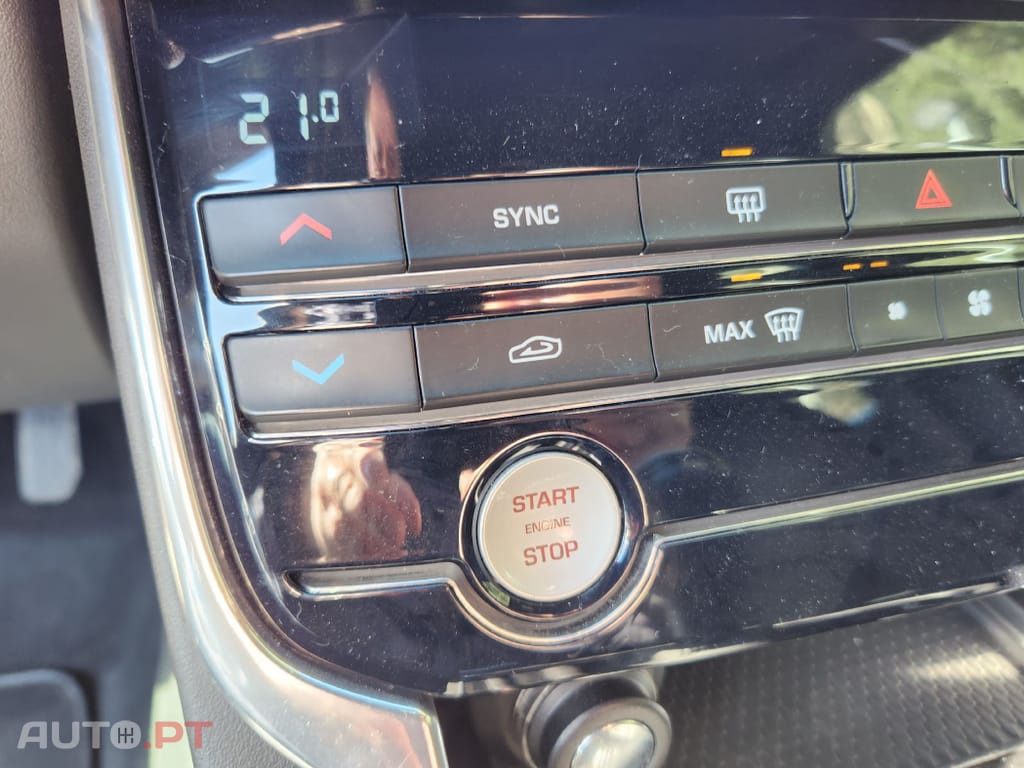 21.0
SYNC
MAX
START
ENGINE
STOP
AUTO.PT